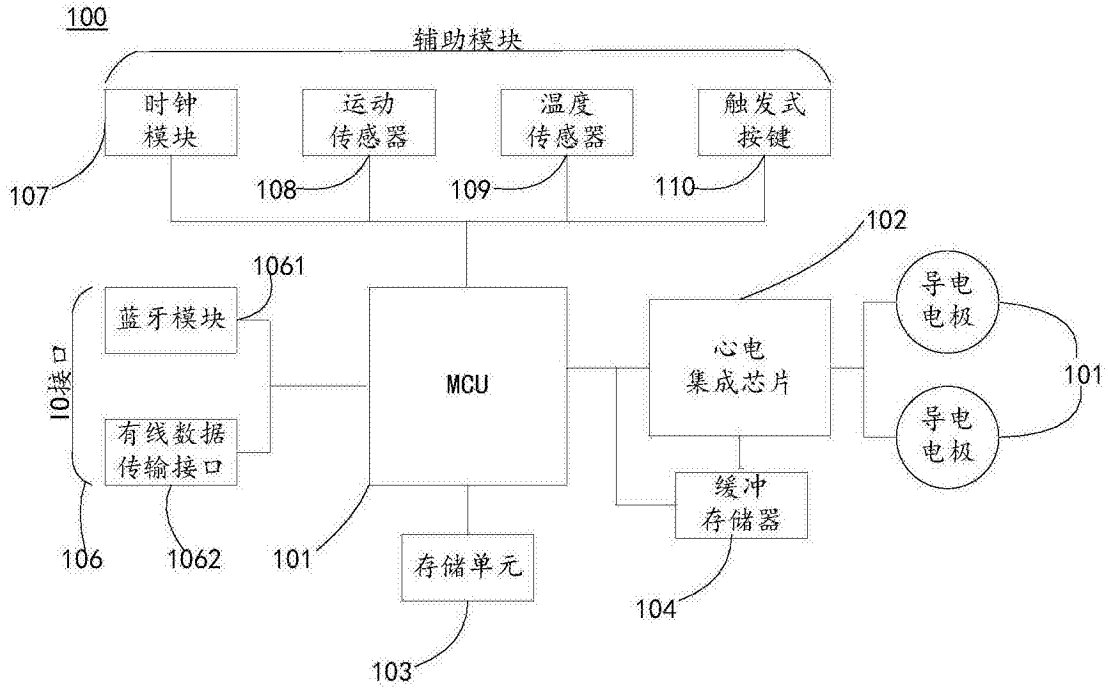 100
辅助模块
时钟
模块
运动
传感器
温度
传感器
触发式
按键
107
108
109
110
102
1061
蓝牙模块
IO接口
有线数据
传输接口
MCU
心电
集成芯片
导电
电极
导电
电极
101
缓冲
存储器
106
1062
101
存储单元
104
103